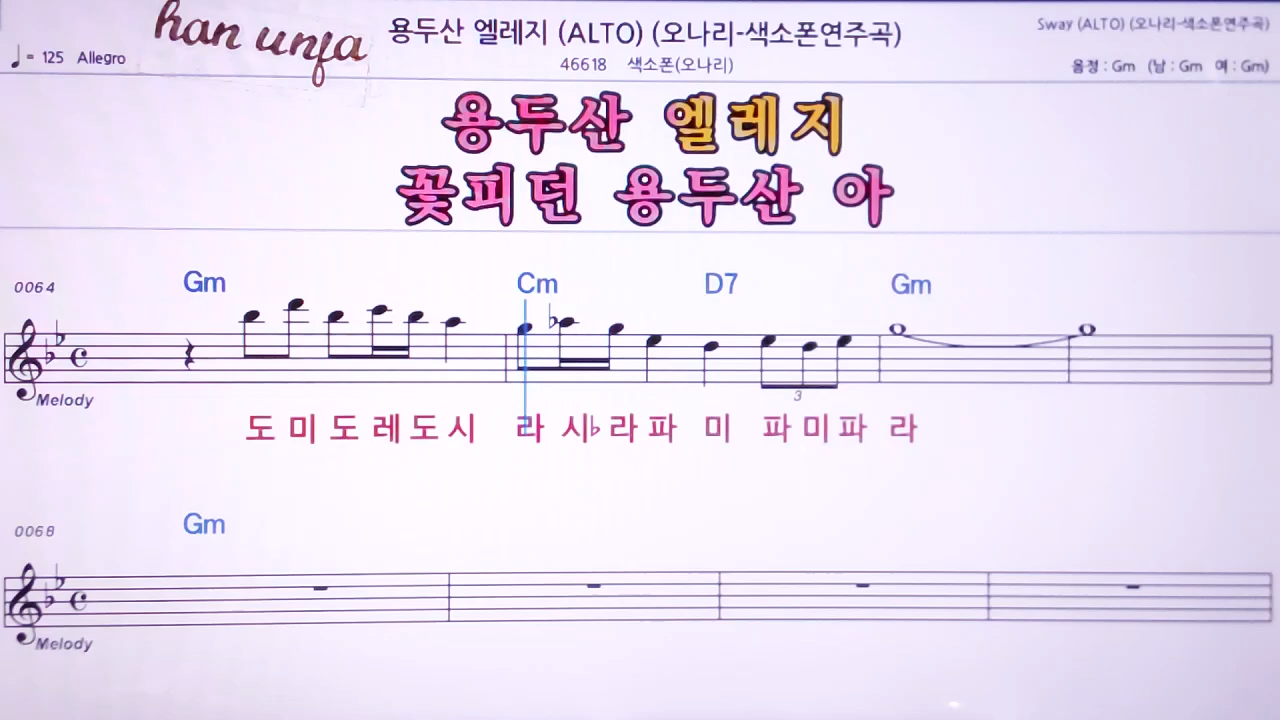 han unfa
용두산 엘레지 (ALTO) (오나리-색소폰연주곡)
Sway (ALTO) (오나리-색소폰연주곡)
♩= 125 Allegro
46618 색소폰(오나리)
음정 : Gm (남 : Gm 여 : Gm)
용두산 엘레지
꽃피던 용두산 아
0064 Gm Cm D7 Gm
3
Melody
도 미 도 레 도 시 라 시♭ 라 파 미 파 미 파 라
0068 Gm
Melody